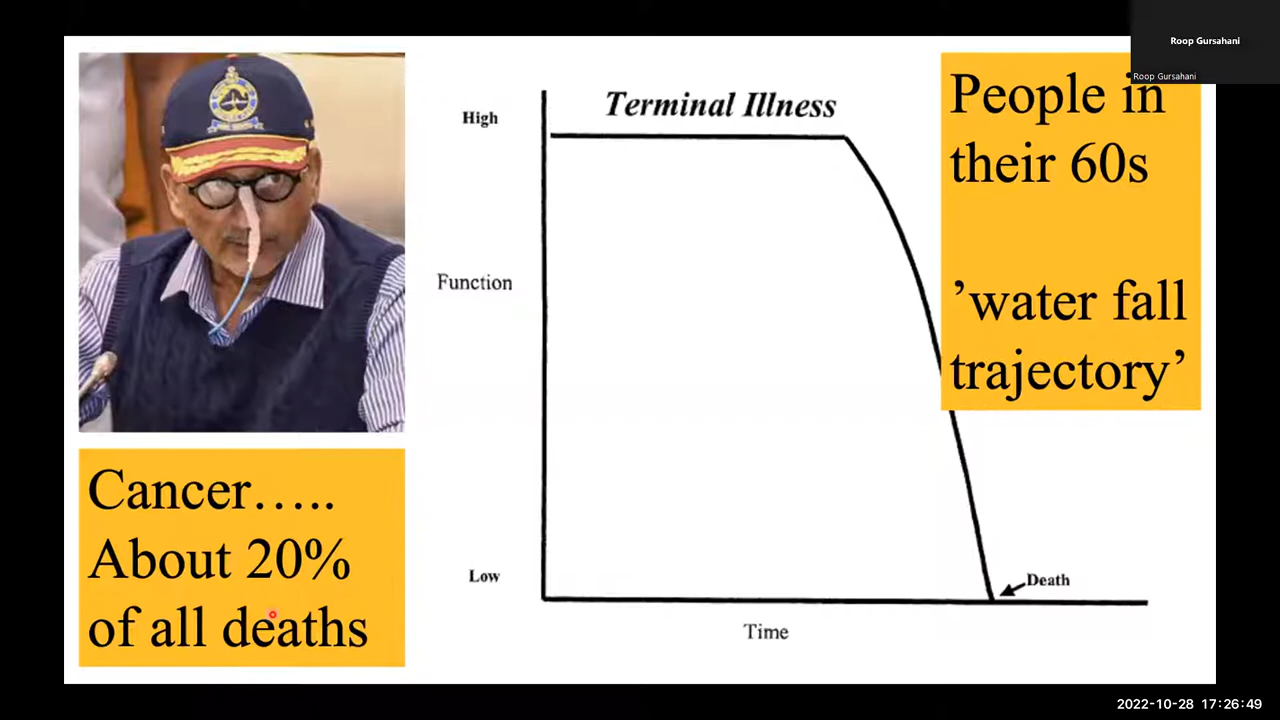 Roop Gursahani
Roop Gursahani
People in
their 60s
’water fall
trajectory’
Terminal Illness
High
Function
Low
Death
Time
Cancer…..
About 20%
of all deaths
2022-10-28 17:26:49